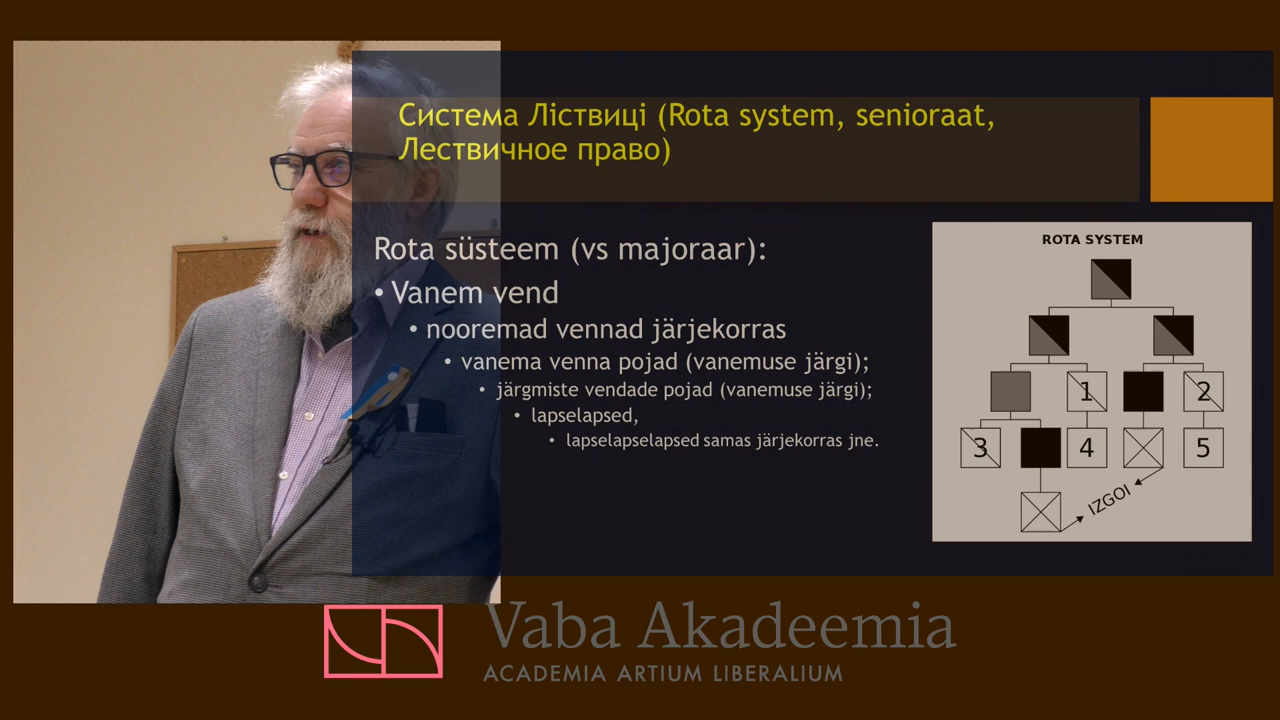 Система Ліствиці (Rota system, senioraat,
Лествичное право)
Rota süsteem (vs majoraar):
• Vanem vend
• nooremad vennad järjekorras
• vanema venna pojad (vanemuse järgi);
• järgmiste vendade pojad (vanemuse järgi);
• lapselapsed,
• lapselapselapsed samas järjekorras jne.
ROTA SYSTEM
1
2
3
4
5
IZGOI
Vaba Akadeemia
ACADEMIA ARTIUM LIBERALIUM